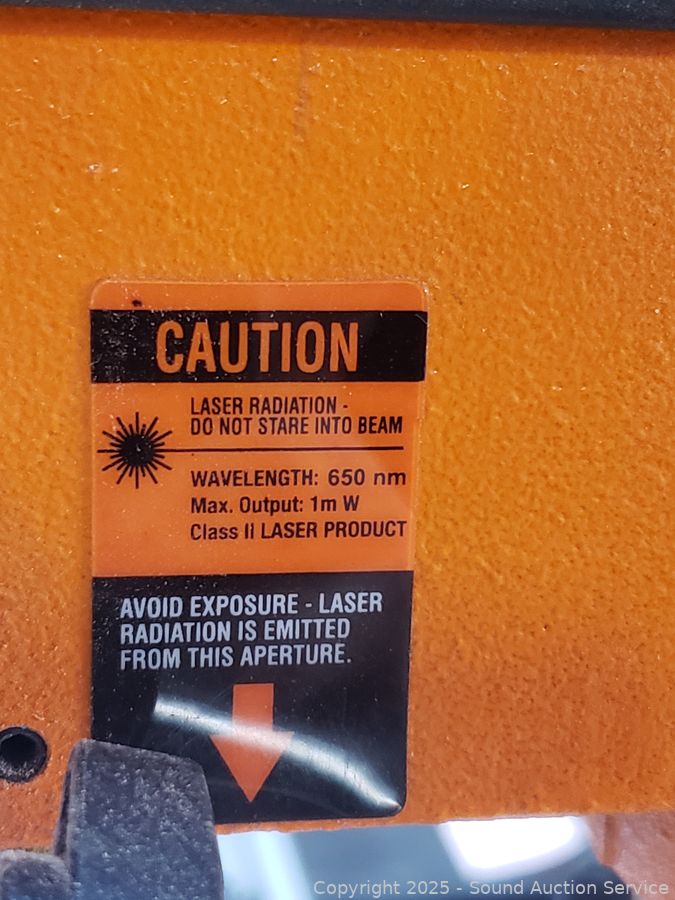 CAUTION
LASER RADIATION -
DO NOT STARE INTO BEAM
WAVELENGTH: 650 nm
Max. Output: 1m W
Class II LASER PRODUCT
AVOID EXPOSURE - LASER
RADIATION IS EMITTED
FROM THIS APERTURE.
Copyright 2025 - Sound Auction Service